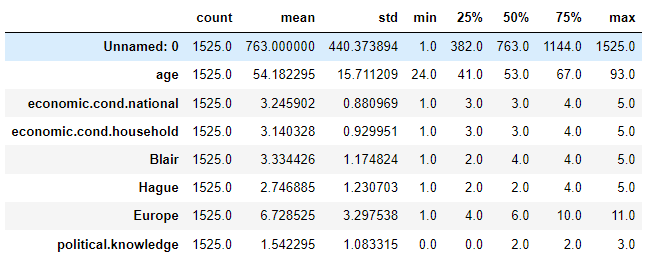 count mean std min 25% 50% 75% max
Unnamed: 0 1525.0 763.000000 440.373894 1.0 382.0 763.0 1144.0 1525.0
age 1525.0 54.182295 15.711209 24.0 41.0 53.0 67.0 93.0
economic.cond.national 1525.0 3.245902 0.880969 1.0 3.0 3.0 4.0 5.0
economic.cond.household 1525.0 3.140328 0.929951 1.0 3.0 3.0 4.0 5.0
Blair 1525.0 3.334426 1.174824 1.0 2.0 4.0 4.0 5.0
Hague 1525.0 2.746885 1.230703 1.0 2.0 2.0 4.0 5.0
Europe 1525.0 6.728525 3.297538 1.0 4.0 6.0 10.0 11.0
political.knowledge 1525.0 1.542295 1.083315 0.0 0.0 2.0 2.0 3.0